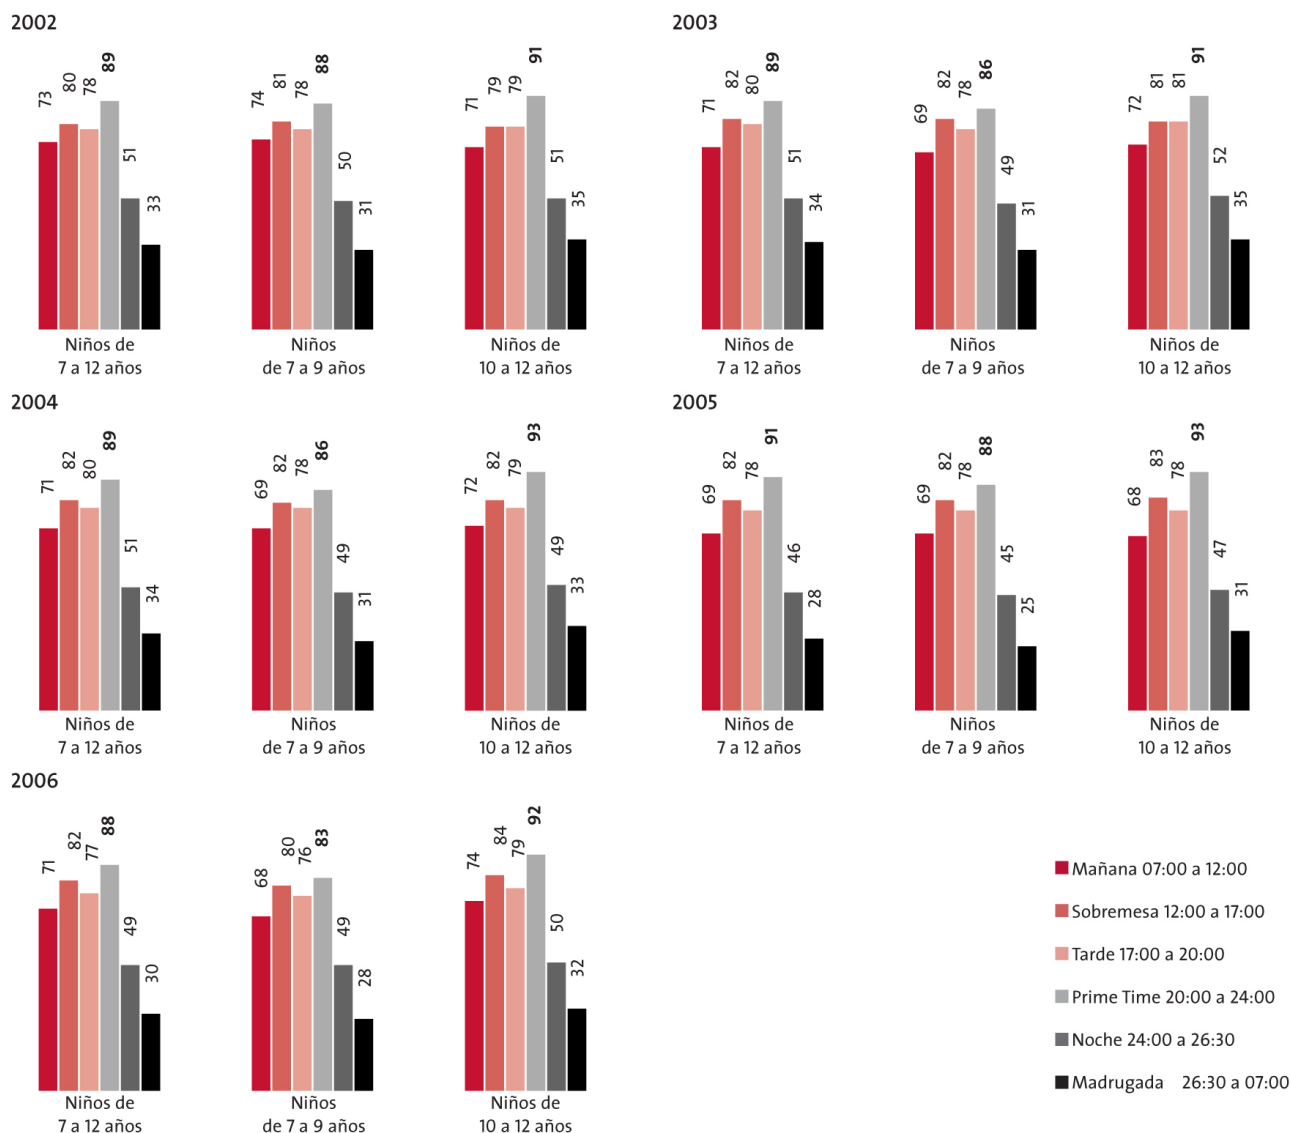 2002
73 80 78 89 51 33
Niños de
7 a 12 años
74 81 78 88 50 31
Niños
de 7 a 9 años
71 79 79 91 51 35
Niños de
10 a 12 años
2003
71 82 80 89 51 34
Niños de
7 a 12 años
69 82 78 86 49 31
Niños
de 7 a 9 años
72 81 81 91 52 35
Niños de
10 a 12 años
2004
71 82 80 89 51 34
Niños de
7 a 12 años
69 82 78 86 49 31
Niños
de 7 a 9 años
72 82 79 93 49 33
Niños de
10 a 12 años
2005
69 82 78 91 46 28
Niños de
7 a 12 años
69 82 78 88 45 25
Niños
de 7 a 9 años
68 83 78 93 47 31
Niños de
10 a 12 años
2006
71 82 77 88 49 30
Niños de
7 a 12 años
68 80 76 83 49 28
Niños
de 7 a 9 años
74 84 79 92 50 32
Niños de
10 a 12 años
Mañana 07:00 a 12:00
Sobremesa 12:00 a 17:00
Tarde 17:00 a 20:00
Prime Time 20:00 a 24:00
Noche 24:00 a 26:30
Madrugada 26:30 a 07:00